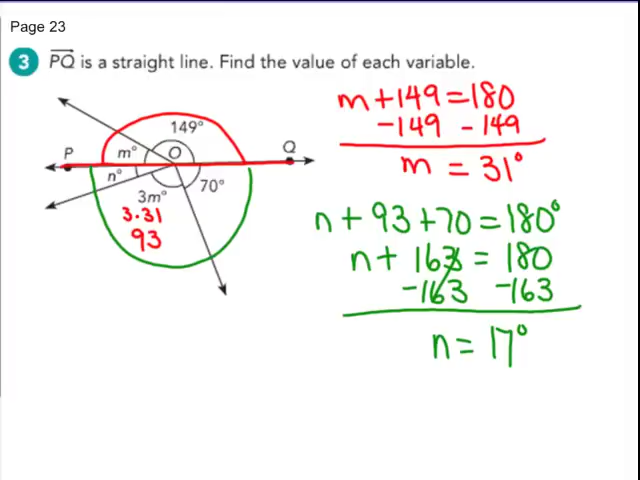 Page 23
3 PQ is a straight line. Find the value of each variable.
m + 149 = 180
-149 -149
m = 31°
149°
P
m°
O
Q
n°
70°
3m°
3·31
93
n + 93 + 70 = 180°
n + 163 = 180
-163 -163
n = 17°